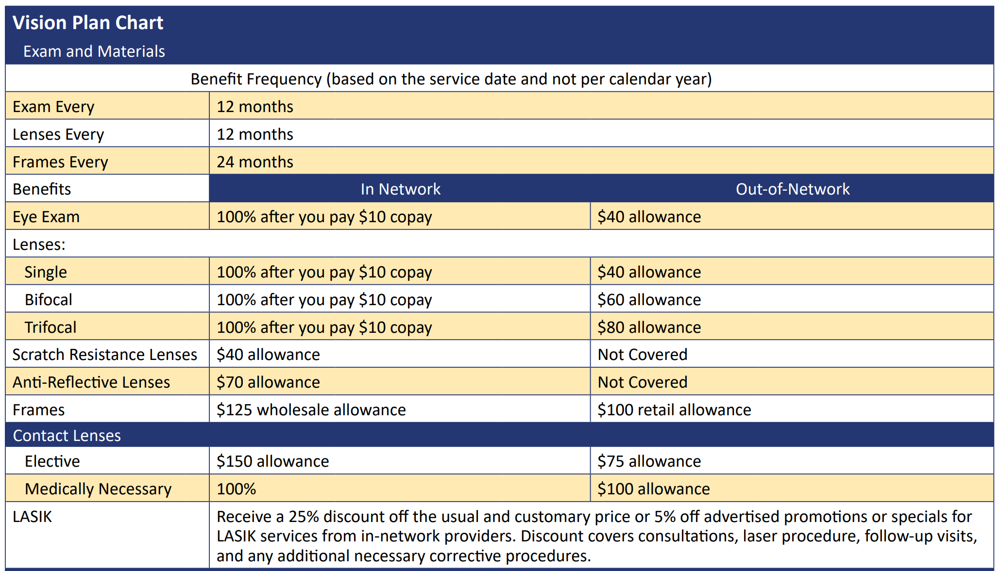 Vision Plan Chart
Exam and Materials
Benefit Frequency (based on the service date and not per calendar year)
Exam Every 12 months
Lenses Every 12 months
Frames Every 24 months
Benefits In Network Out-of-Network
Eye Exam 100% after you pay $10 copay $40 allowance
Lenses:
Single 100% after you pay $10 copay $40 allowance
Bifocal 100% after you pay $10 copay $60 allowance
Trifocal 100% after you pay $10 copay $80 allowance
Scratch Resistance Lenses $40 allowance Not Covered
Anti-Reflective Lenses $70 allowance Not Covered
Frames $125 wholesale allowance $100 retail allowance
Contact Lenses
Elective $150 allowance $75 allowance
Medically Necessary 100% $100 allowance
LASIK Receive a 25% discount off the usual and customary price or 5% off advertised promotions or specials for
LASIK services from in-network providers. Discount covers consultations, laser procedure, follow-up visits,
and any additional necessary corrective procedures.